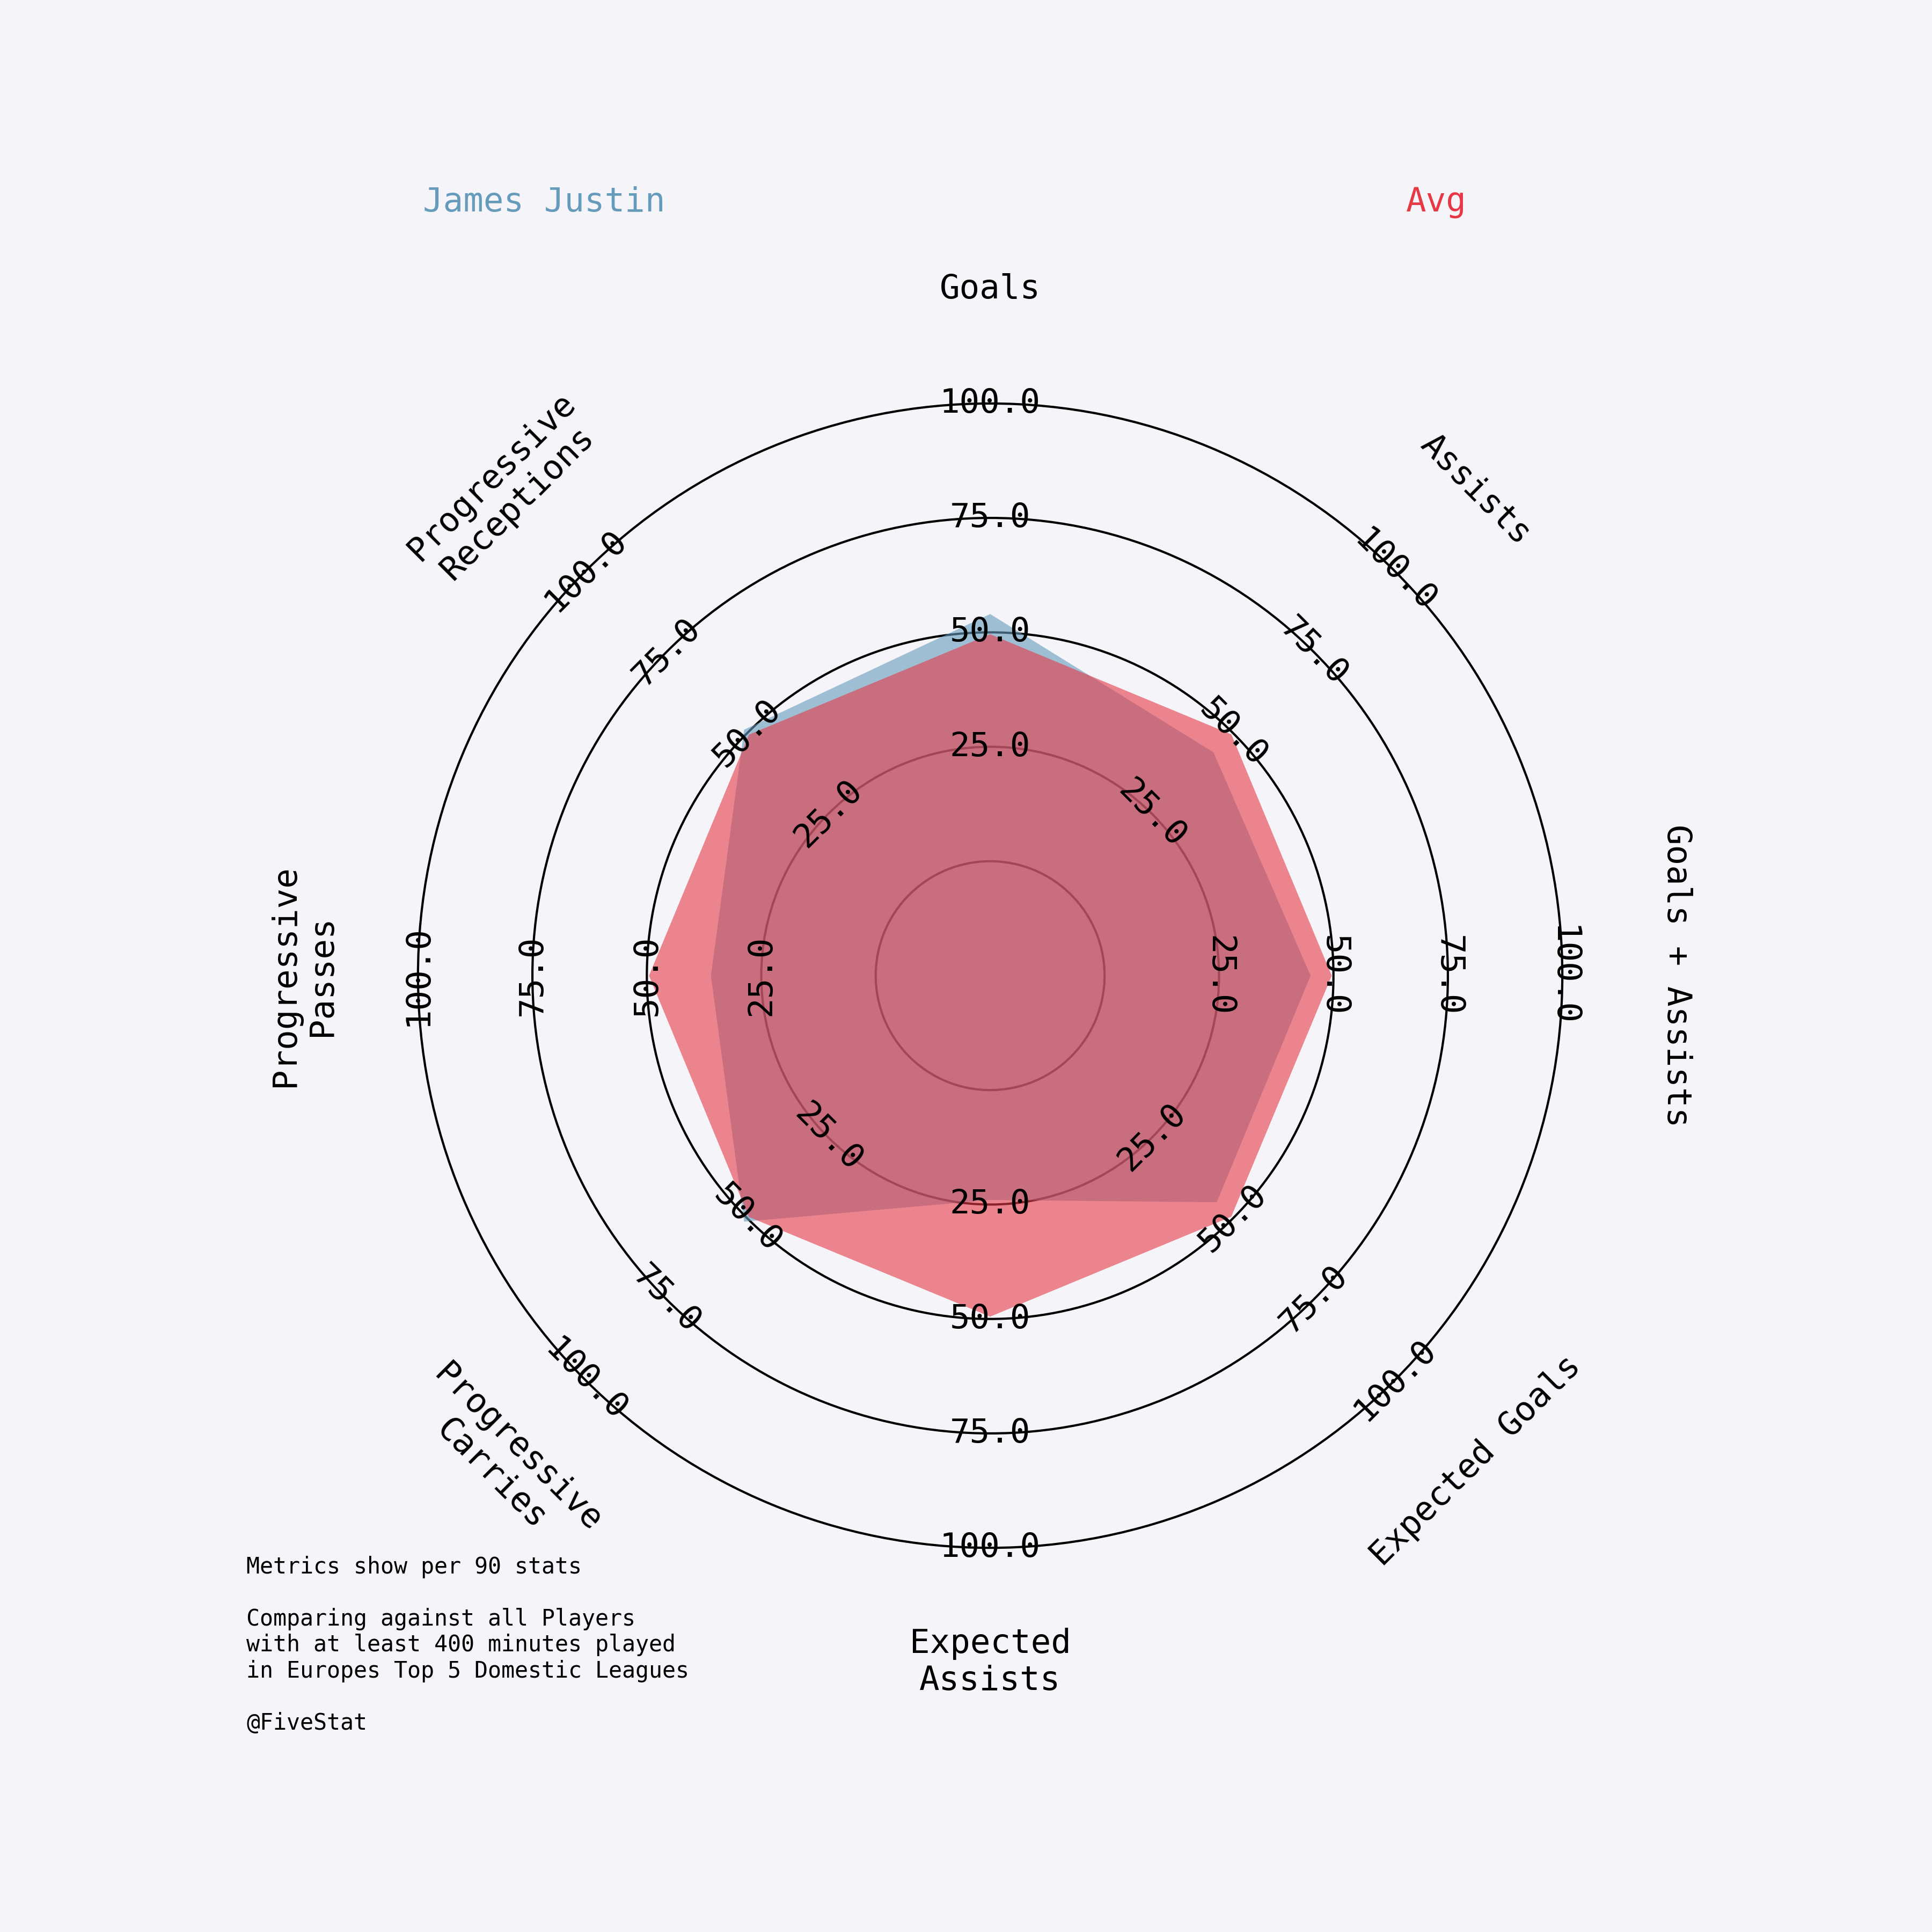 James Justin
Avg
Goals
Assists
Goals + Assists
Expected Goals
Expected
Assists
Progressive
Carries
Progressive
Passes
Progressive
Receptions
25.0
50.0
75.0
100.0
25.0
50.0
75.0
100.0
25.0
50.0
75.0
100.0
25.0
50.0
75.0
100.0
25.0
50.0
75.0
100.0
25.0
50.0
75.0
100.0
25.0
50.0
75.0
100.0
25.0
50.0
75.0
100.0
Metrics show per 90 stats
Comparing against all Players
with at least 400 minutes played
in Europes Top 5 Domestic Leagues
@FiveStat